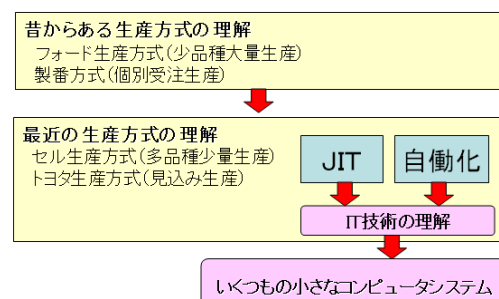 昔からある生産方式の理解
フォード生産方式(少品種大量生産)
製番方式(個別受注生産)
最近の生産方式の理解
セル生産方式(多品種少量生産)
トヨタ生産方式(見込み生産)
JIT
自働化
IT技術の理解
いくつもの小さなコンピュータシステム